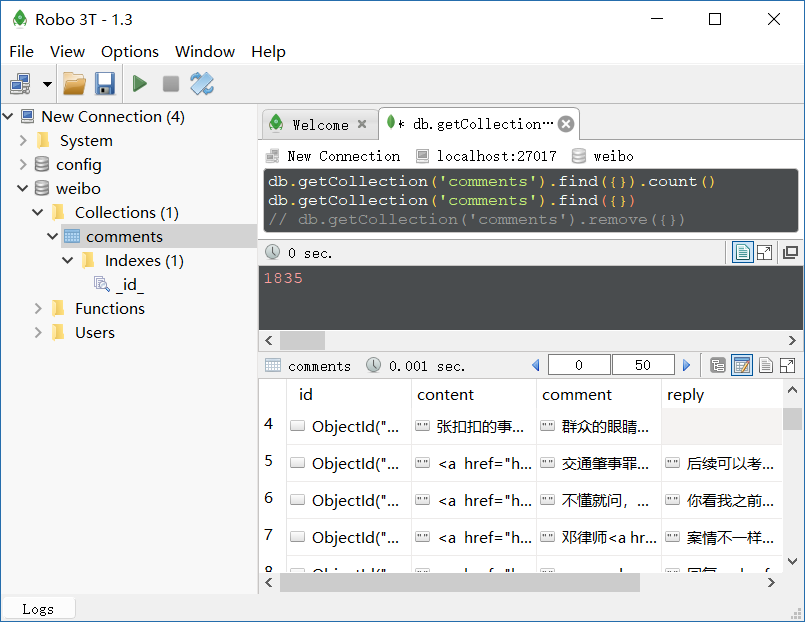 Robo 3T - 1.3
File View Options Window Help
New Connection (4)
System
config
weibo
Collections (1)
comments
Indexes (1)
_id_
Functions
Users
Welcome
* db.getCollection⋯
New Connection localhost:27017 weibo
db.getCollection('comments').find({}).count()
db.getCollection('comments').find({})
// db.getCollection('comments').remove({})
0 sec.
1835
comments 0.001 sec. 0 50
id content comment reply
4 ObjectId("... 张扣扣的事... 群众的眼睛...
5 ObjectId("... <a href="h... 交通肇事罪... 后续可以考...
6 ObjectId("... <a href="h... 不懂就问，... 你看我之前...
7 ObjectId("... <a href="h... 邓律师<a hr... 案情不一样...
8
Logs